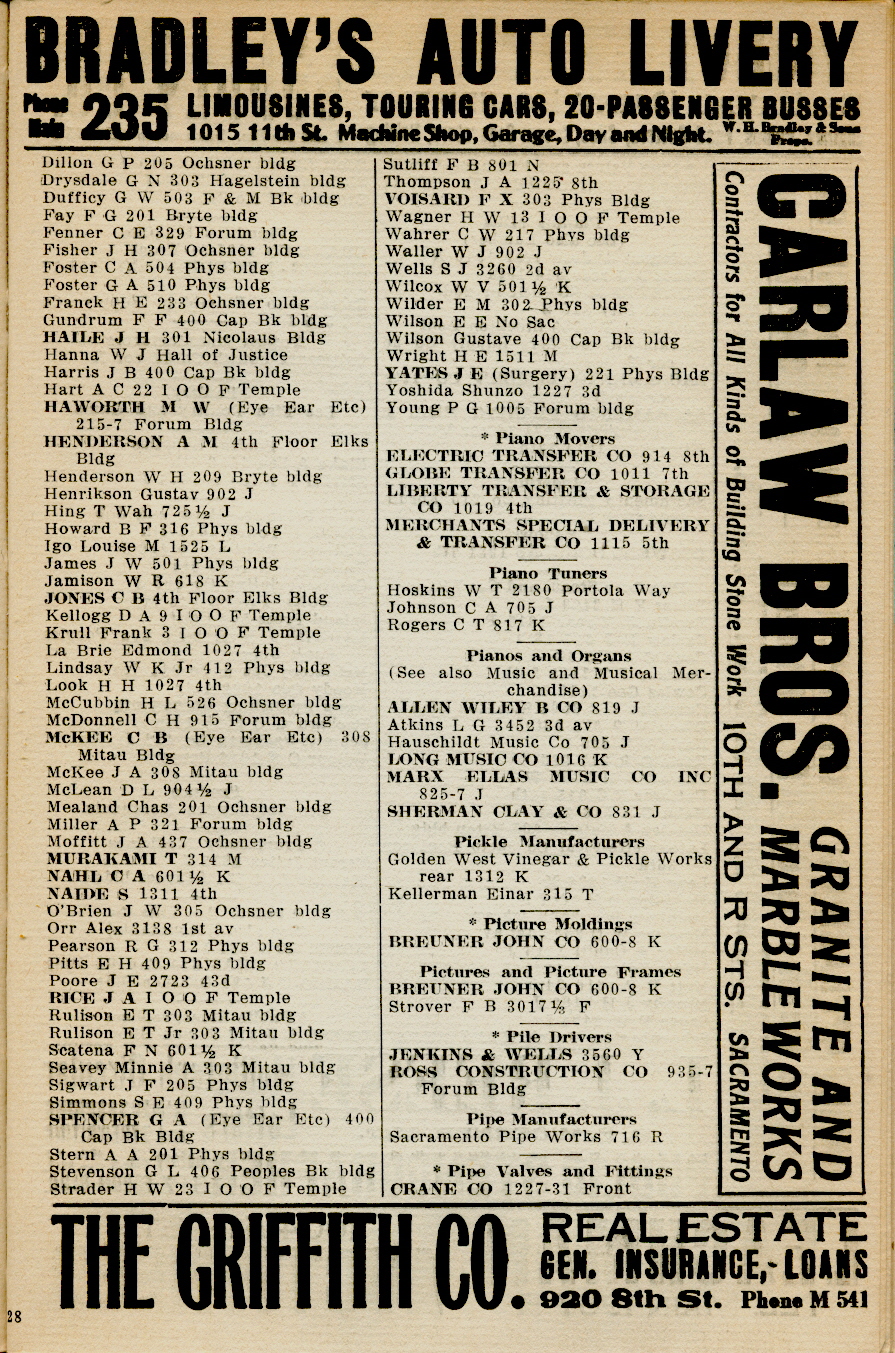 BRADLEY'S AUTO LIVERY
Phone Main 235 LIMOUSINES, TOURING CARS, 20-PASSENGER BUSSES
1015 11th St. Machine Shop, Garage, Day and Night. W. H. Bradley & Sons Props.
Dillon G P 205 Ochsner bldg
Drysdale G N 303 Hagelstein bldg
Dufficy G W 503 F & M Bk bldg
Fay F G 201 Bryte bldg
Fenner C E 329 Forum bldg
Fisher J H 307 Ochsner bldg
Foster C A 504 Phys bldg
Foster G A 510 Phys bldg
Franck H E 233 Ochsner bldg
Gundrum F F 400 Cap Bk bldg
HAILE J H 301 Nicolaus Bldg
Hanna W J Hall of Justice
Harris J B 400 Cap Bk bldg
Hart A C 22 I O O F Temple
HAWORTH M W (Eye Ear Etc)
215-7 Forum Bldg
HENDERSON A M 4th Floor Elks
Bldg
Henderson W H 209 Bryte bldg
Henrikson Gustav 902 J
Hing T Wah 725½ J
Howard B F 316 Phys bldg
Igo Louise M 1525 L
James J W 501 Phys bldg
Jamison W R 618 K
JONES C B 4th Floor Elks Bldg
Kellogg D A 9 I O O F Temple
Krull Frank 3 I O O F Temple
La Brie Edmond 1027 4th
Lindsay W K Jr 412 Phys bldg
Look H H 1027 4th
McCubbin H L 526 Ochsner bldg
McDonnell C H 915 Forum bldg
McKEE C B (Eye Ear Etc) 308
Mitau Bldg
McKee J A 308 Mitau bldg
McLean D L 904½ J
Mealand Chas 201 Ochsner bldg
Miller A P 321 Forum bldg
Moffitt J A 437 Ochsner bldg
MURAKAMI T 314 M
NAHL C A 601½ K
NAIDE S 1311 4th
O'Brien J W 305 Ochsner bldg
Orr Alex 3138 1st av
Pearson R G 312 Phys bldg
Pitts E H 409 Phys bldg
Poore J E 2723 43d
RICE J A I O O F Temple
Rulison E T 303 Mitau bldg
Rulison E T Jr 303 Mitau bldg
Scatena F N 601½ K
Seavey Minnie A 303 Mitau bldg
Sigwart J F 205 Phys bldg
Simmons S E 409 Phys bldg
SPENCER G A (Eye Ear Etc) 400
Cap Bk Bldg
Stern A A 201 Phys bldg
Stevenson G L 406 Peoples Bk bldg
Strader H W 23 I O O F Temple
Sutliff F B 801 N
Thompson J A 1225 8th
VOISARD F X 303 Phys Bldg
Wagner H W 13 I O O F Temple
Wahrer C W 217 Phys bldg
Waller W J 902 J
Wells S J 3260 2d av
Wilcox W V 501½ K
Wilder E M 302 Phys bldg
Wilson E E No Sac
Wilson Gustave 400 Cap Bk bldg
Wright H E 1511 M
YATES J E (Surgery) 221 Phys Bldg
Yoshida Shunzo 1227 3d
Young P G 1005 Forum bldg
* Piano Movers
ELECTRIC TRANSFER CO 914 8th
GLOBE TRANSFER CO 1011 7th
LIBERTY TRANSFER & STORAGE
CO 1019 4th
MERCHANTS SPECIAL DELIVERY
& TRANSFER CO 1115 5th
Piano Tuners
Hoskins W T 2180 Portola Way
Johnson C A 705 J
Rogers C T 817 K
Pianos and Organs
(See also Music and Musical Mer-
chandise)
ALLEN WILEY B CO 819 J
Atkins L G 3452 3d av
Hauschildt Music Co 705 J
LONG MUSIC CO 1016 K
MARX ELLAS MUSIC CO INC
825-7 J
SHERMAN CLAY & CO 831 J
Pickle Manufacturers
Golden West Vinegar & Pickle Works
rear 1312 K
Kellerman Einar 315 T
* Picture Moldings
BREUNER JOHN CO 600-8 K
Pictures and Picture Frames
BREUNER JOHN CO 600-8 K
Strover F B 3017½ F
* Pile Drivers
JENKINS & WELLS 3560 Y
ROSS CONSTRUCTION CO 935-7
Forum Bldg
Pipe Manufacturers
Sacramento Pipe Works 716 R
* Pipe Valves and Fittings
CRANE CO 1227-31 Front
CARLAW BROS. GRANITE AND MARBLE WORKS
Contractors for All Kinds of Building Stone Work 10TH AND R STS. SACRAMENTO
THE GRIFFITH CO. REAL ESTATE
GEN. INSURANCE, - LOANS
920 8th St. Phone M 541
28